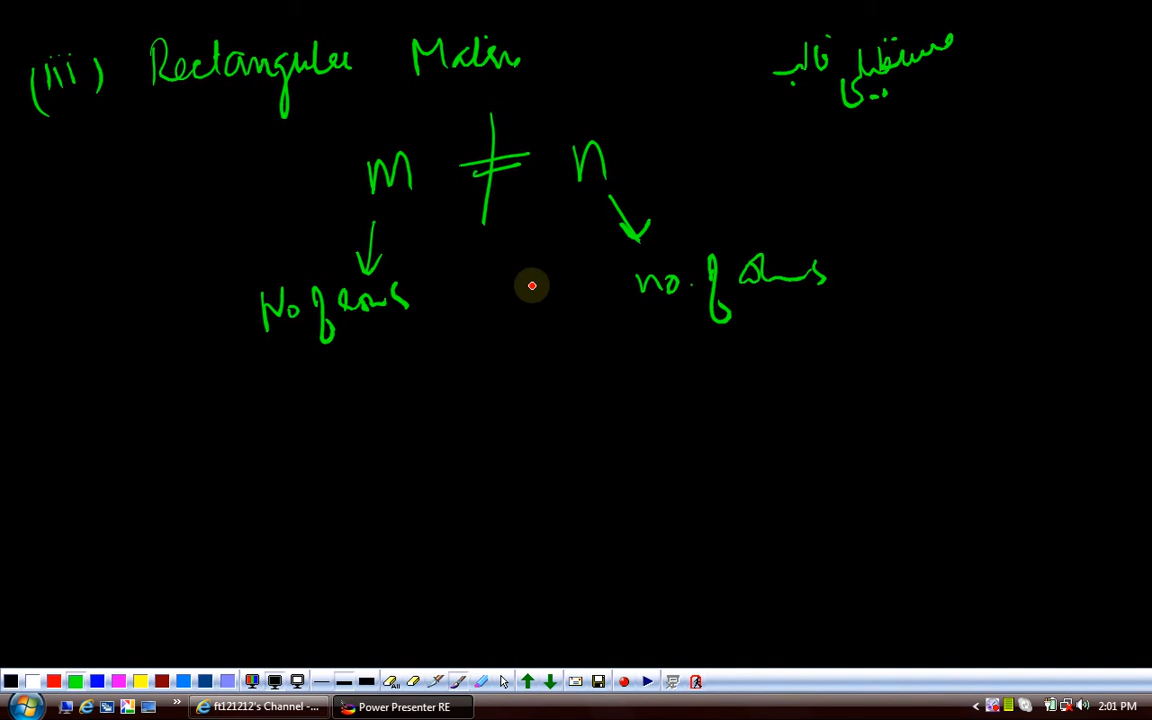 (iii) Rectangular Matrix مستطیلی قالب
m ≠ n
No of rows no. of columns
ft121212's Channel -... Power Presenter RE 2:01 PM